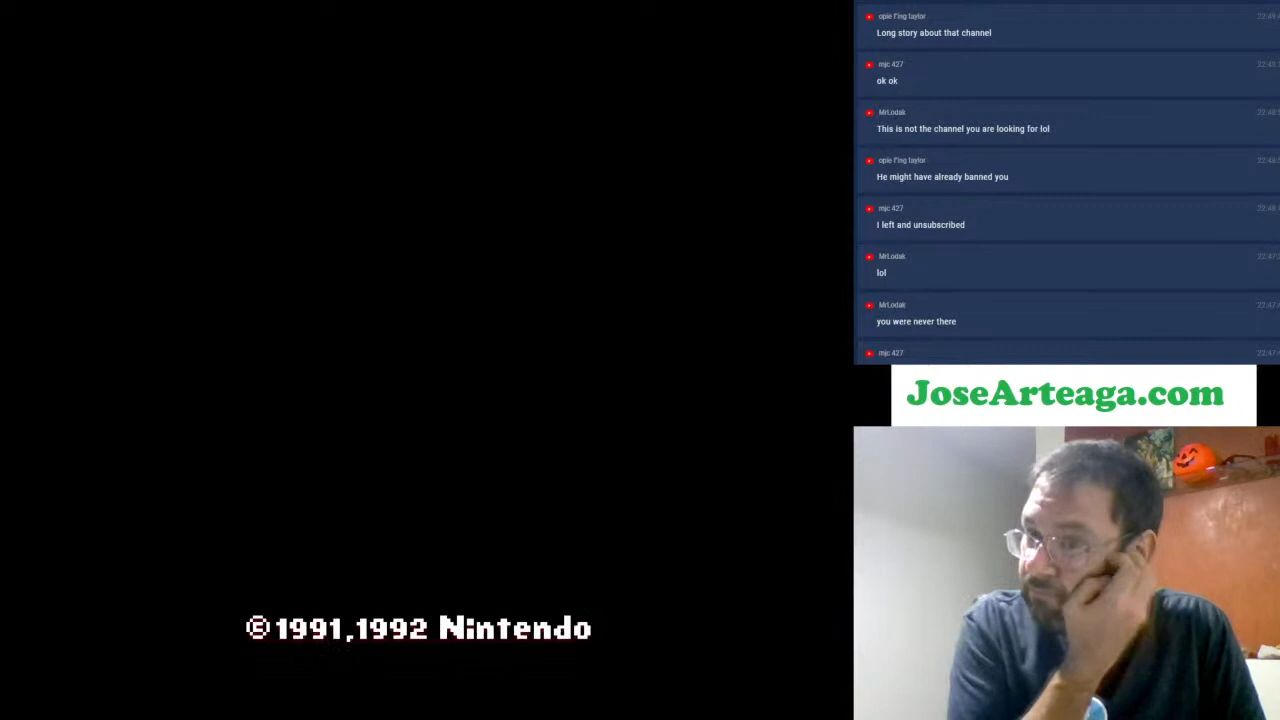 opie f'ing taylor
Long story about that channel
mjc 427
ok ok
MrLodak
This is not the channel you are looking for lol
opie f'ing taylor
He might have already banned you
mjc 427
I left and unsubscribed
MrLodak
lol
MrLodak
you were never there
mjc 427
JoseArteaga.com
©1991,1992 Nintendo